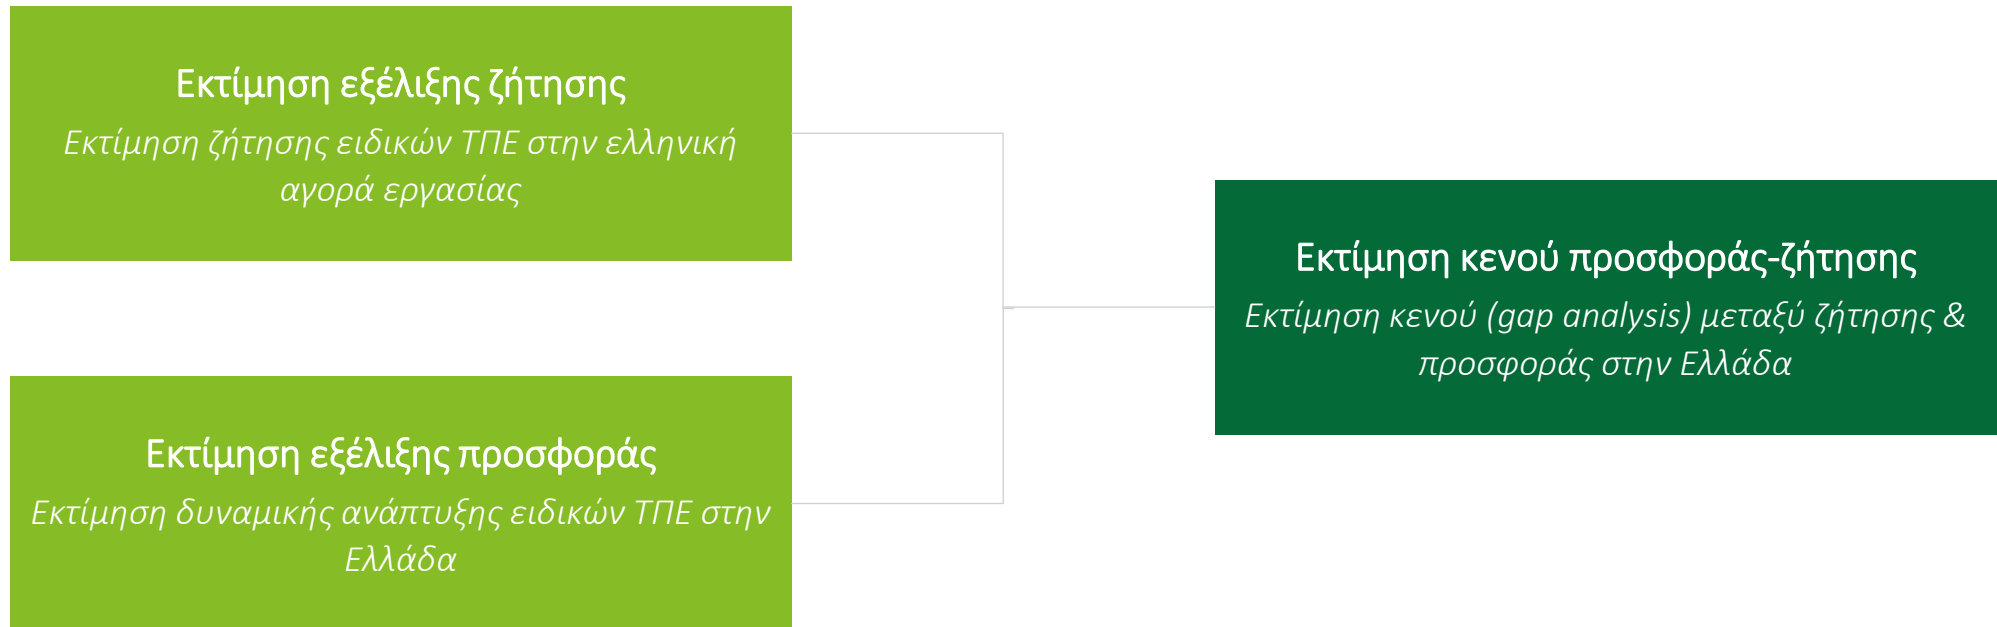 Εκτίμηση εξέλιξης ζήτησης
Εκτίμηση ζήτησης ειδικών ΤΠΕ στην ελληνική
αγορά εργασίας
Εκτίμηση εξέλιξης προσφοράς
Εκτίμηση δυναμικής ανάπτυξης ειδικών ΤΠΕ στην
Ελλάδα
Εκτίμηση κενού προσφοράς-ζήτησης
Εκτίμηση κενού (gap analysis) μεταξύ ζήτησης &
προσφοράς στην Ελλάδα